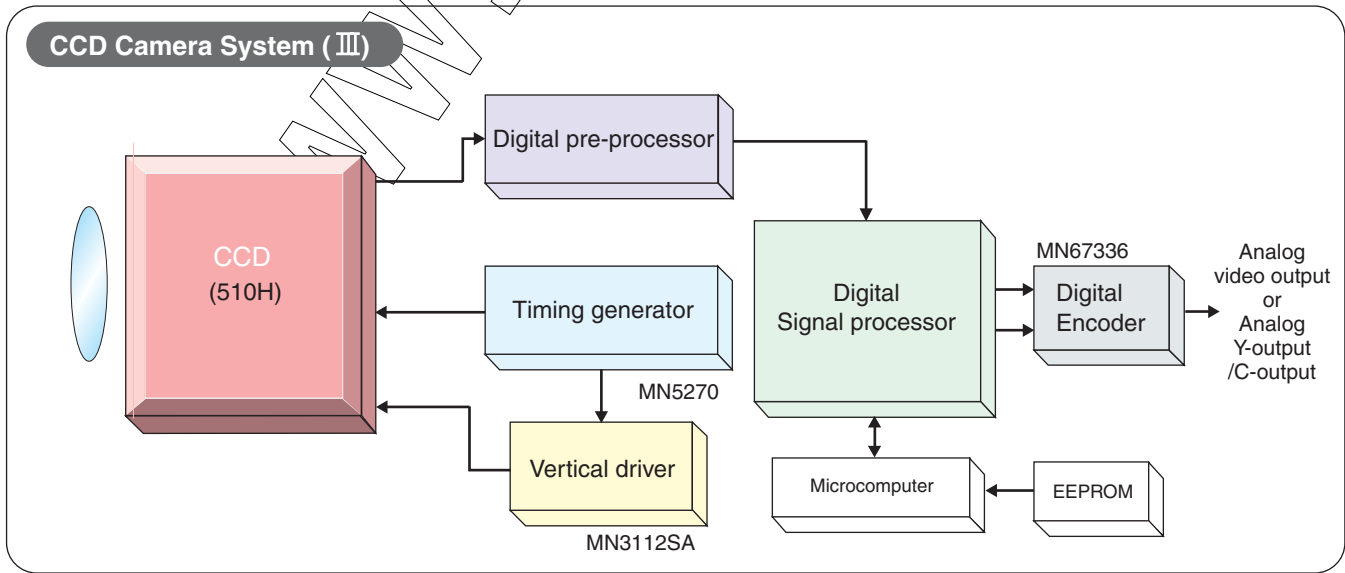 CCD Camera System (Ⅲ)
Digital pre-processor
CCD
(510H)
Timing generator
MN5270
Vertical driver
MN3112SA
Digital
Signal processor
MN67336
Digital
Encoder
Analog
video output
or
Analog
Y-output
/C-output
Microcomputer
EEPROM